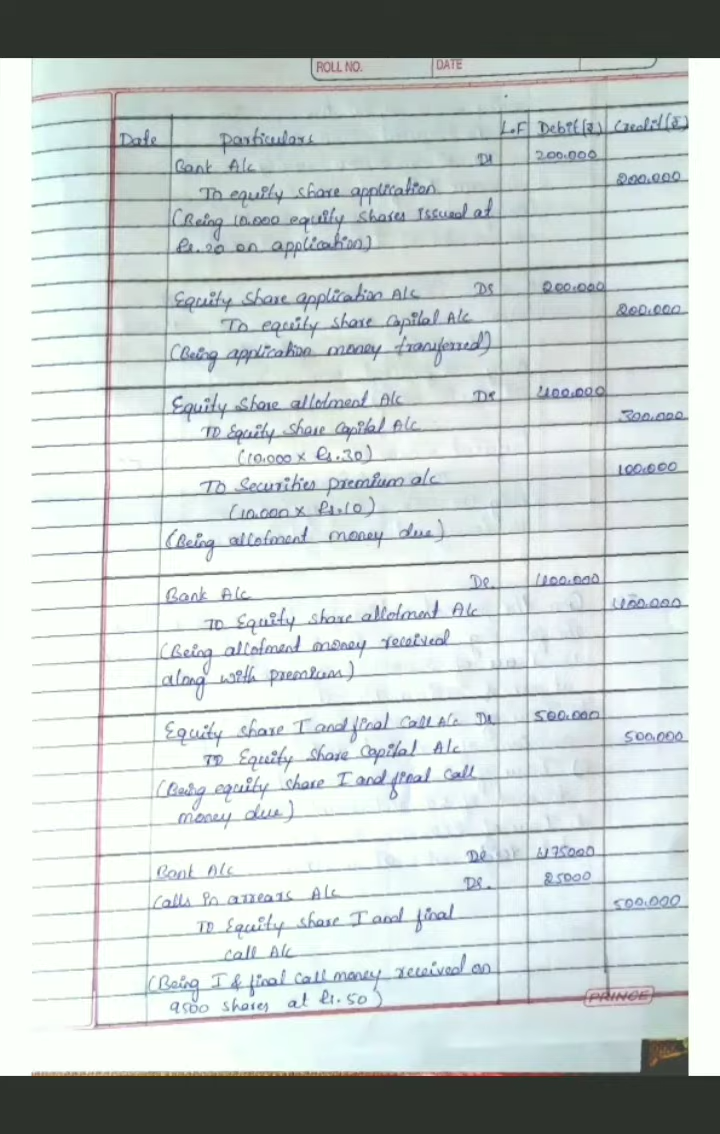 ROLL NO. DATE
Date Particulars L.F Debit(₹) Credit(₹)
Bank A/c Dr 200.000
To equity share application 200.000
(Being 10.000 equity shares issued at
Rs.20 on application)
Equity Share application A/c Dr 200.000
To equity share Capital A/c 200.000
(Being application money transferred)
Equity Share allotment A/c Dr 400.000
To Equity Share Capital A/c 300.000
(10.000 x Rs.30)
To Securities premium a/c 100.000
(10.000 x Rs.10)
(Being allotment money due)
Bank A/c Dr. 400.000
To Equity share allotment A/c 400.000
(Being allotment money received
along with premium)
Equity share I and final Call A/c Dr 500.000
To Equity Share Capital A/c 500.000
(Being equity share I and final call
money due)
Bank A/c Dr 475000
Calls in arrears A/c Dr. 25000
To Equity share I and final 500.000
call A/c
(Being I & final Call money received on
9500 shares at Rs.50)
PRINCE